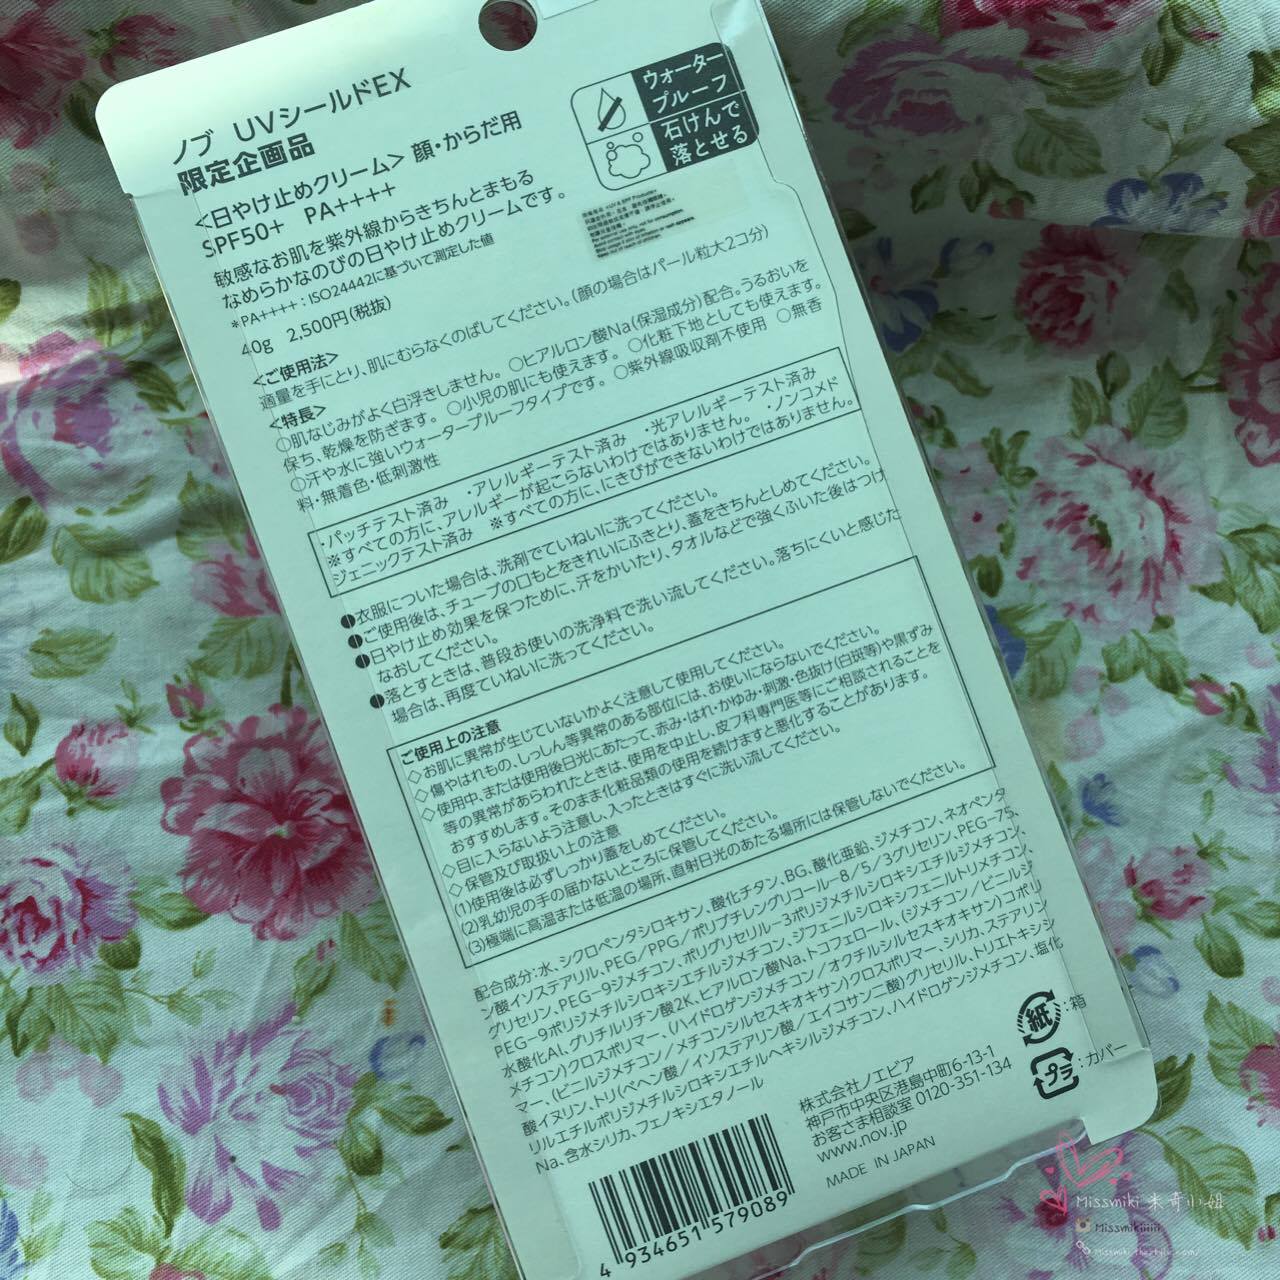 ノブ UVシールドEX
限定企画品
<日やけ止めクリーム> 顔・からだ用
SPF50+ PA++++
敏感なお肌を紫外線からきちんとまもる
なめらかなのびの日やけ止めクリームです。
*PA++++：ISO24442に基づいて測定した値
40g 2,500円(税抜)
ウォーター
プルーフ
石けんで
落とせる
<ご使用法>
適量を手にとり、肌にむらなくのばしてください。(顔の場合はパール粒大2コ分)
<特長>
○肌なじみがよく白浮きしません。 ○ヒアルロン酸Na(保湿成分)配合。うるおいを
保ち、乾燥を防ぎます。 ○小児の肌にも使えます。 ○化粧下地としても使えます。
○汗や水に強いウォータープルーフタイプです。 ○紫外線吸収剤不使用 ○無香
料・無着色・低刺激性
・パッチテスト済み ・アレルギーテスト済み ・光アレルギーテスト済み
※すべての方に、アレルギーが起こらないわけではありません。 ・ノンコメド
ジェニックテスト済み ※すべての方に、にきびができないわけではありません。
●衣服についた場合は、洗剤でていねいに洗ってください。
●ご使用後は、チューブの口もとをきれいにふきとり、蓋をきちんとしめてください。
●日やけ止め効果を保つために、汗をかいたり、タオルなどで強くふいた後はつけ
なおしてください。
●落とすときは、普段お使いの洗浄料で洗い流してください。落ちにくいと感じた
場合は、再度ていねいに洗ってください。
ご使用上の注意
◇お肌に異常が生じていないかよく注意して使用してください。
◇傷やはれもの、しっしん等異常のある部位には、お使いにならないでください。
◇使用中、または使用後日光にあたって、赤み・はれ・かゆみ・刺激・色抜け(白斑等)や黒ずみ
等の異常があらわれたときは、使用を中止し、皮フ科専門医等にご相談されることを
おすすめします。そのまま化粧品類の使用を続けますと悪化することがあります。
◇目に入らないよう注意し、入ったときはすぐに洗い流してください。
◇保管及び取扱い上の注意
(1)使用後は必ずしっかり蓋をしめてください。
(2)乳幼児の手の届かないところに保管してください。
(3)極端に高温または低温の場所、直射日光のあたる場所には保管しないでください。
配合成分:水、シクロペンタシロキサン、酸化チタン、BG、酸化亜鉛、ジメチコン、ネオペンタ
ン酸イソステアリル、PEG/PPG/ポリブチレングリコール-8/5/3グリセリン、PEG-75、
グリセリン、PEG-9ジメチコン、ポリグリセリル-3ポリジメチルシロキシエチルジメチコン、
PEG-9ポリジメチルシロキシエチルジメチコン、ジフェニルシロキシフェニルトリメチコン、
水酸化Al、グリチルリチン酸2K、ヒアルロン酸Na、トコフェロール、(ジメチコン/ビニルジ
メチコン)クロスポリマー、(ハイドロゲンジメチコン/オクチルシルセスキオキサン)コポリ
マー、(ビニルジメチコン/メチコンシルセスキオキサン)クロスポリマー、シリカ、ステアリン
酸イヌリン、トリ(ベヘン酸/イソステアリン酸/エイコサン二酸)グリセリル、トリエトキシシ
リルエチルポリジメチルシロキシエチルヘキシルジメチコン、ハイドロゲンジメチコン、塩化
Na、含水シリカ、フェノキシエタノール
株式会社ノエビア
神戸市中央区港島中町6-13-1
お客さま相談室 0120-351-134
www.nov.jp
MADE IN JAPAN
紙 :箱
プラ :カバー
4 934651 579089
Missmiki 米奇小姐
Missmikiiiii